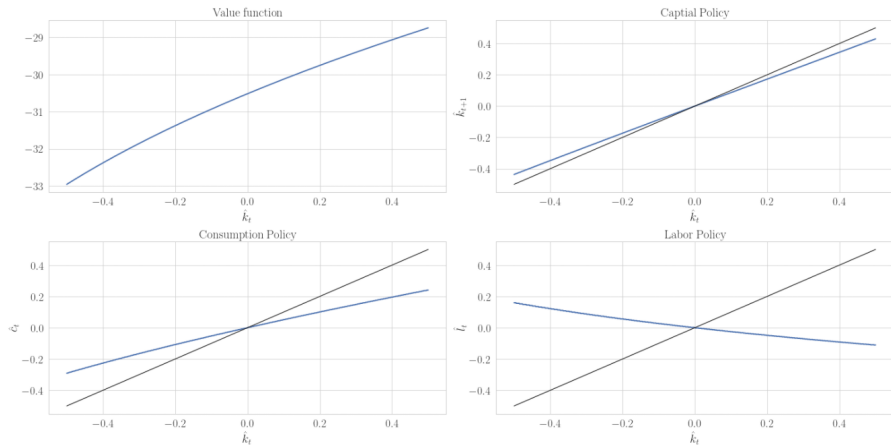 Value function
−29
−30
−31
−32
−33
−0.4 −0.2 0.0 0.2 0.4
k̂ₜ
Captial Policy
0.4
0.2
0.0
−0.2
−0.4
k̂ₜ₊₁
−0.4 −0.2 0.0 0.2 0.4
k̂ₜ
Consumption Policy
0.4
0.2
0.0
−0.2
−0.4
ĉₜ
−0.4 −0.2 0.0 0.2 0.4
k̂ₜ
Labor Policy
0.4
0.2
0.0
−0.2
−0.4
l̂ₜ
−0.4 −0.2 0.0 0.2 0.4
k̂ₜ